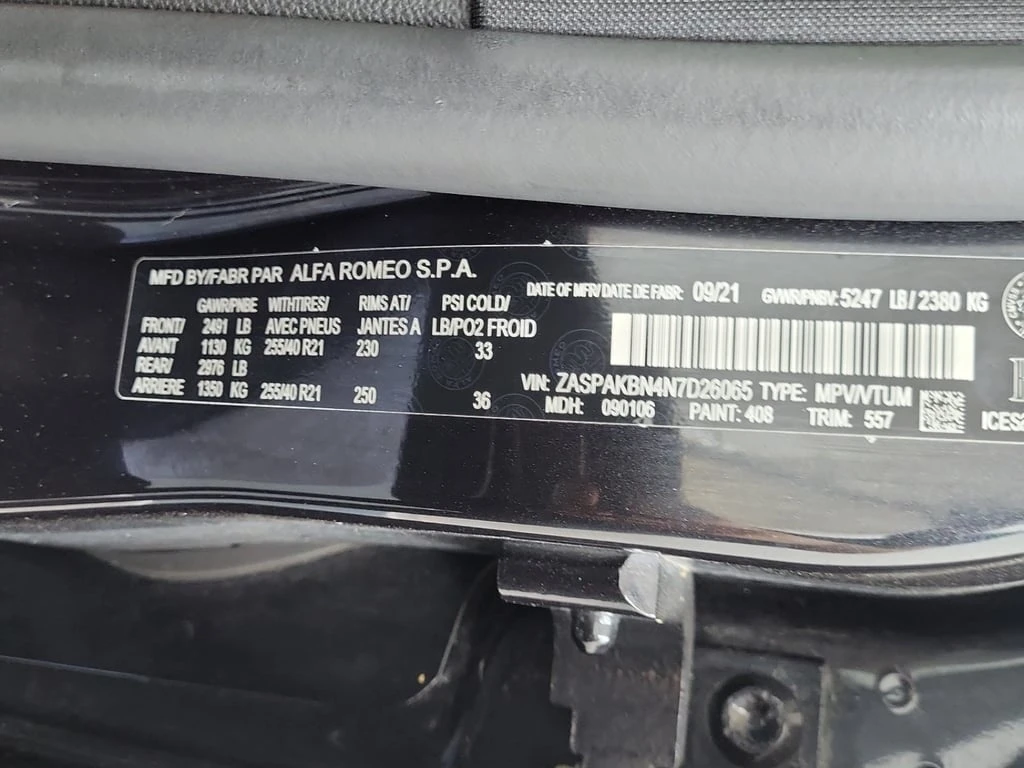 MFD BY/FABR PAR ALFA ROMEO S.P.A.
GAWR/PNBE WITH TIRES/ RIMS AT/ PSI COLD/
FRONT/ 2491 LB AVEC PNEUS JANTES A LB/PO2 FROID
AVANT 1130 KG 255/40 R21 230 33
REAR/ 2976 LB
ARRIERE 1350 KG 255/40 R21 250 36
DATE OF MFR/DATE DE FABR: 09/21 GVWR/PNBV: 5247 LB / 2380 KG
VIN: ZASPAKBN4N7D26065 TYPE: MPV/VTUM
MDH: 090106 PAINT: 408 TRIM: 557